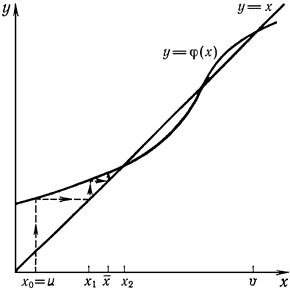 y
y=x
y=φ(x)
x₀=u x₁ x̄ x₂ v x